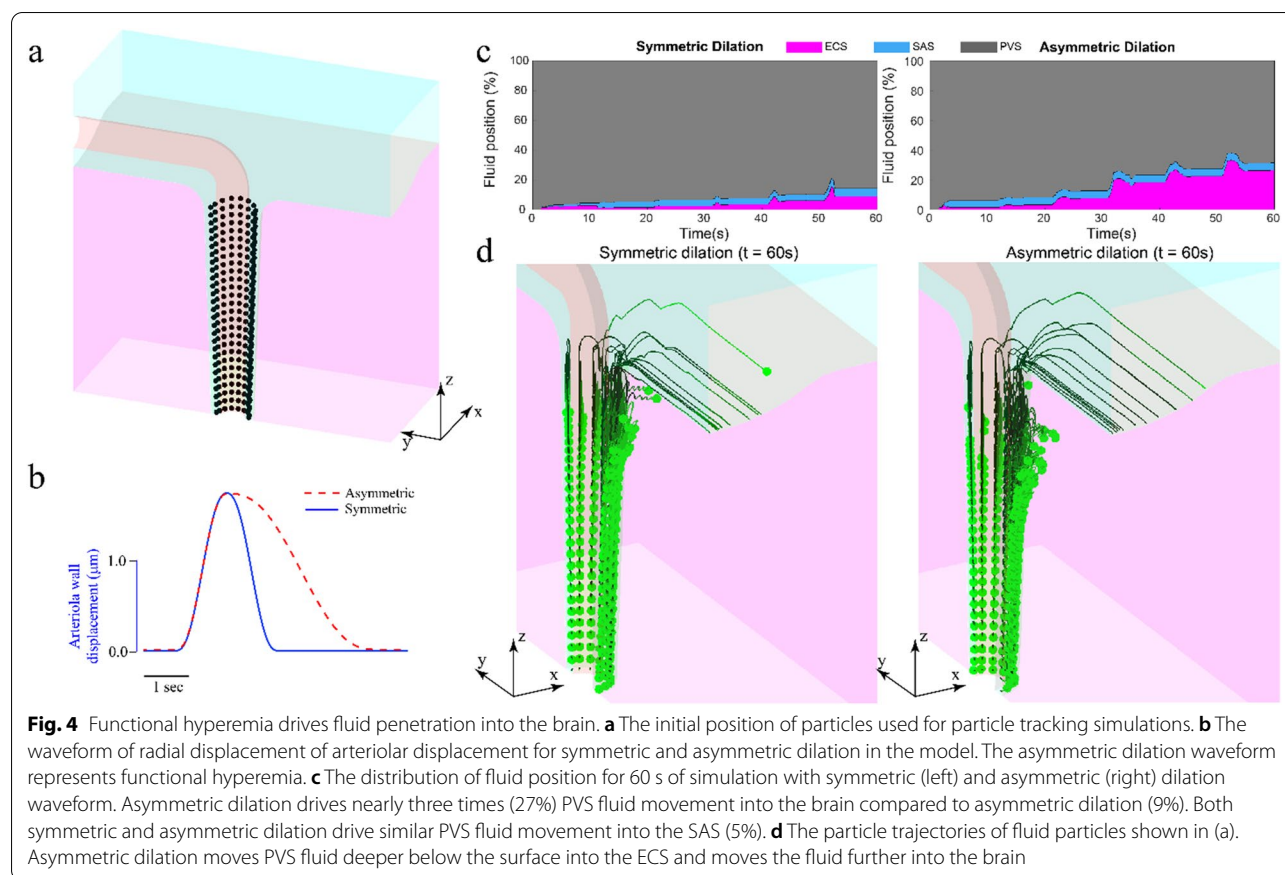 a
z
x
y
b
Asymmetric
Symmetric
Arteriola wall
displacement (μm)
1.0
0.0
1 sec
c
Symmetric Dilation
ECS
SAS
PVS
Asymmetric Dilation
Fluid position (%)
100
80
60
40
20
0
0 10 20 30 40 50 60
Time(s)
Fluid position (%)
100
80
60
40
20
0
0 10 20 30 40 50 60
Time(s)
d
Symmetric dilation (t = 60s)
z
y
x
Asymmetric dilation (t = 60s)
z
y
x
Fig. 4 Functional hyperemia drives fluid penetration into the brain. a The initial position of particles used for particle tracking simulations. b The
waveform of radial displacement of arteriolar displacement for symmetric and asymmetric dilation in the model. The asymmetric dilation waveform
represents functional hyperemia. c The distribution of fluid position for 60 s of simulation with symmetric (left) and asymmetric (right) dilation
waveform. Asymmetric dilation drives nearly three times (27%) PVS fluid movement into the brain compared to asymmetric dilation (9%). Both
symmetric and asymmetric dilation drive similar PVS fluid movement into the SAS (5%). d The particle trajectories of fluid particles shown in (a).
Asymmetric dilation moves PVS fluid deeper below the surface into the ECS and moves the fluid further into the brain